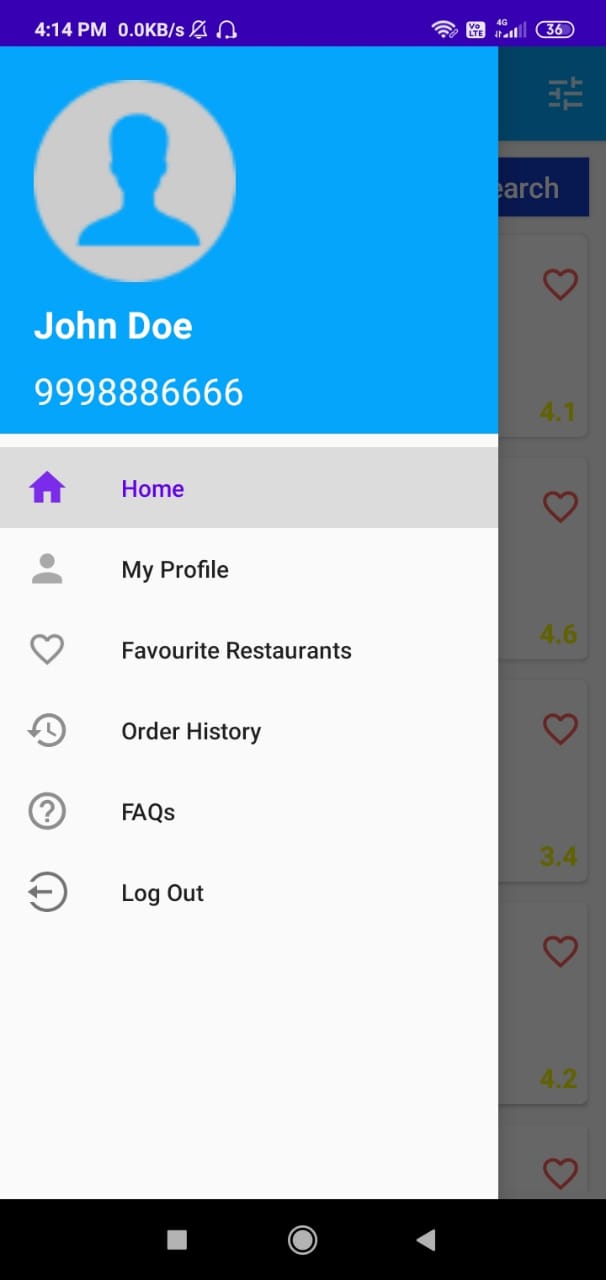 4:14 PM 0.0KB/s
Vo LTE 4G 36
John Doe
9998886666
earch
4.1
Home
My Profile
4.6
Favourite Restaurants
Order History
FAQs
3.4
Log Out
4.2